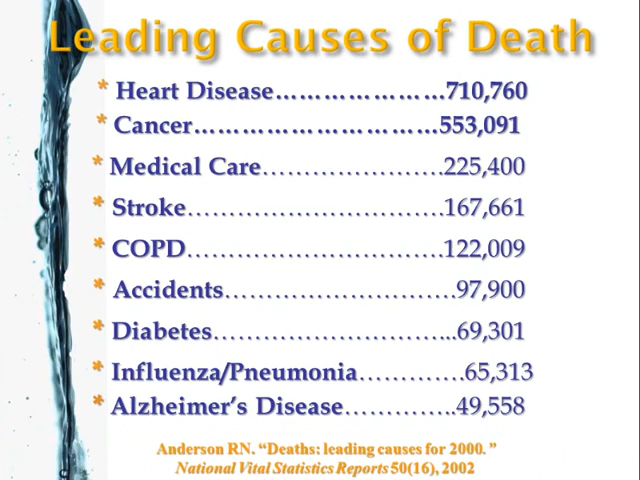 Leading Causes of Death
* Heart Disease…………………710,760
* Cancer…………………………553,091
* Medical Care………………….225,400
* Stroke………………………….167,661
* COPD………………………….122,009
* Accidents……………………….97,900
* Diabetes………………………...69,301
* Influenza/Pneumonia………….65,313
* Alzheimer’s Disease…………..49,558
Anderson RN. “Deaths: leading causes for 2000.”
National Vital Statistics Reports 50(16), 2002